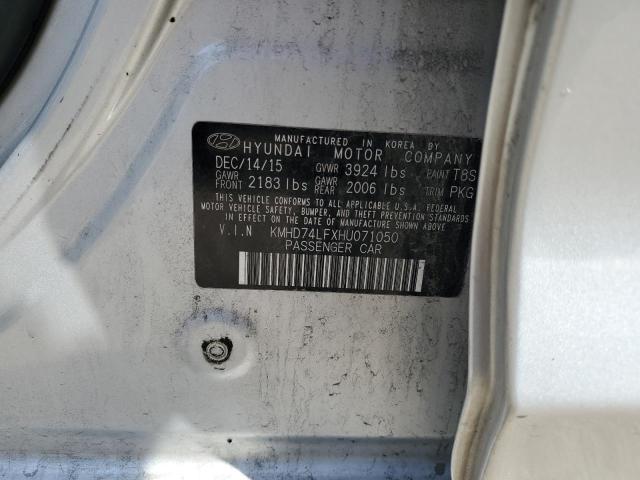 MANUFACTURED IN KOREA BY
HYUNDAI MOTOR COMPANY
DEC/14/15 GVWR 3924 lbs PAINT T8S
GAWR FRONT 2183 lbs GAWR REAR 2006 lbs TRIM PKG
THIS VEHICLE CONFORMS TO ALL APPLICABLE U.S.A. FEDERAL
MOTOR VEHICLE SAFETY, BUMPER, AND THEFT PREVENTION STANDARDS
IN EFFECT ON THE DATE OF MANUFACTURE SHOWN ABOVE.
V.I.N KMHD74LFXHU071050
PASSENGER CAR